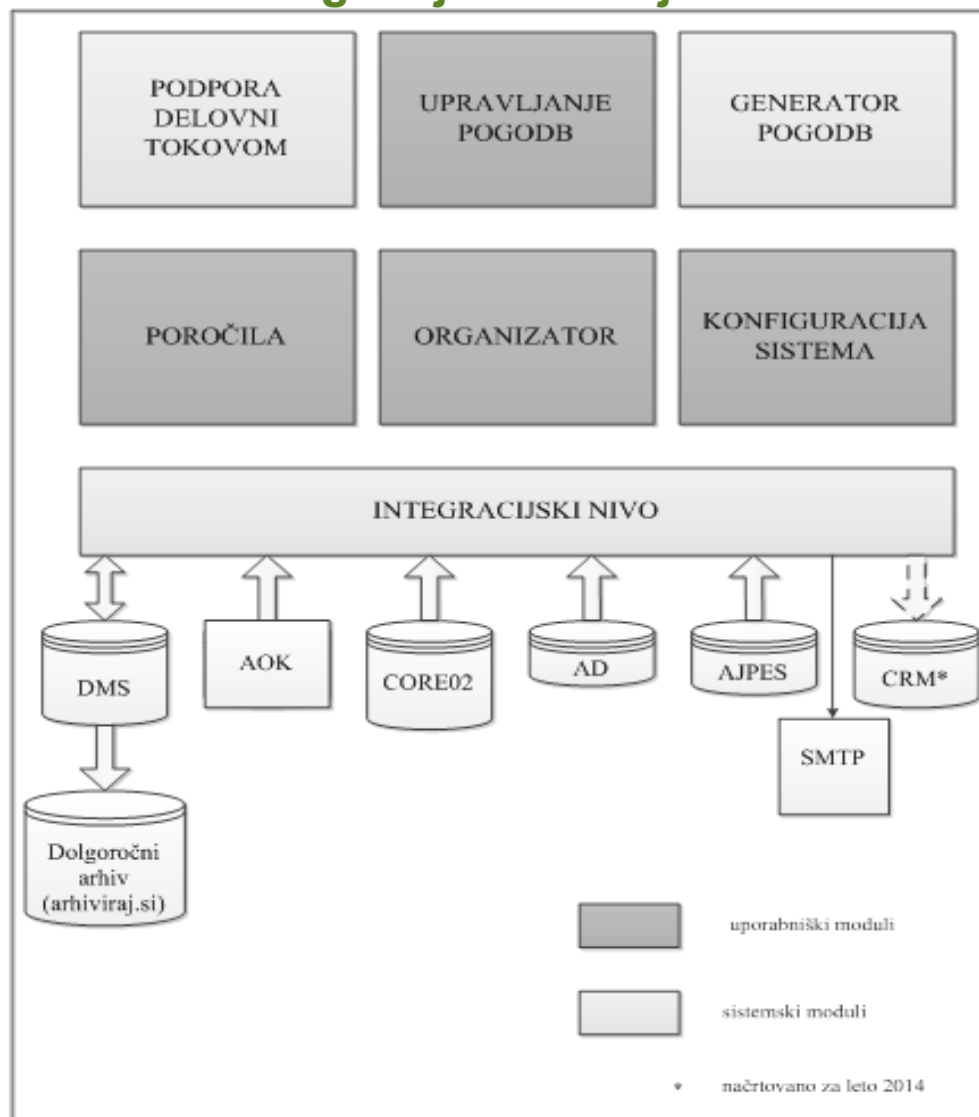 PODPORA
DELOVNI
TOKOVOM
UPRAVLJANJE
POGODB
GENERATOR
POGODB
POROČILA
ORGANIZATOR
KONFIGURACIJA
SISTEMA
INTEGRACIJSKI NIVO
DMS
AOK
CORE02
AD
AJPES
CRM*
SMTP
Dolgoročni
arhiv
(arhiviraj.si)
uporabniški moduli
sistemski moduli
* načrtovano za leto 2014